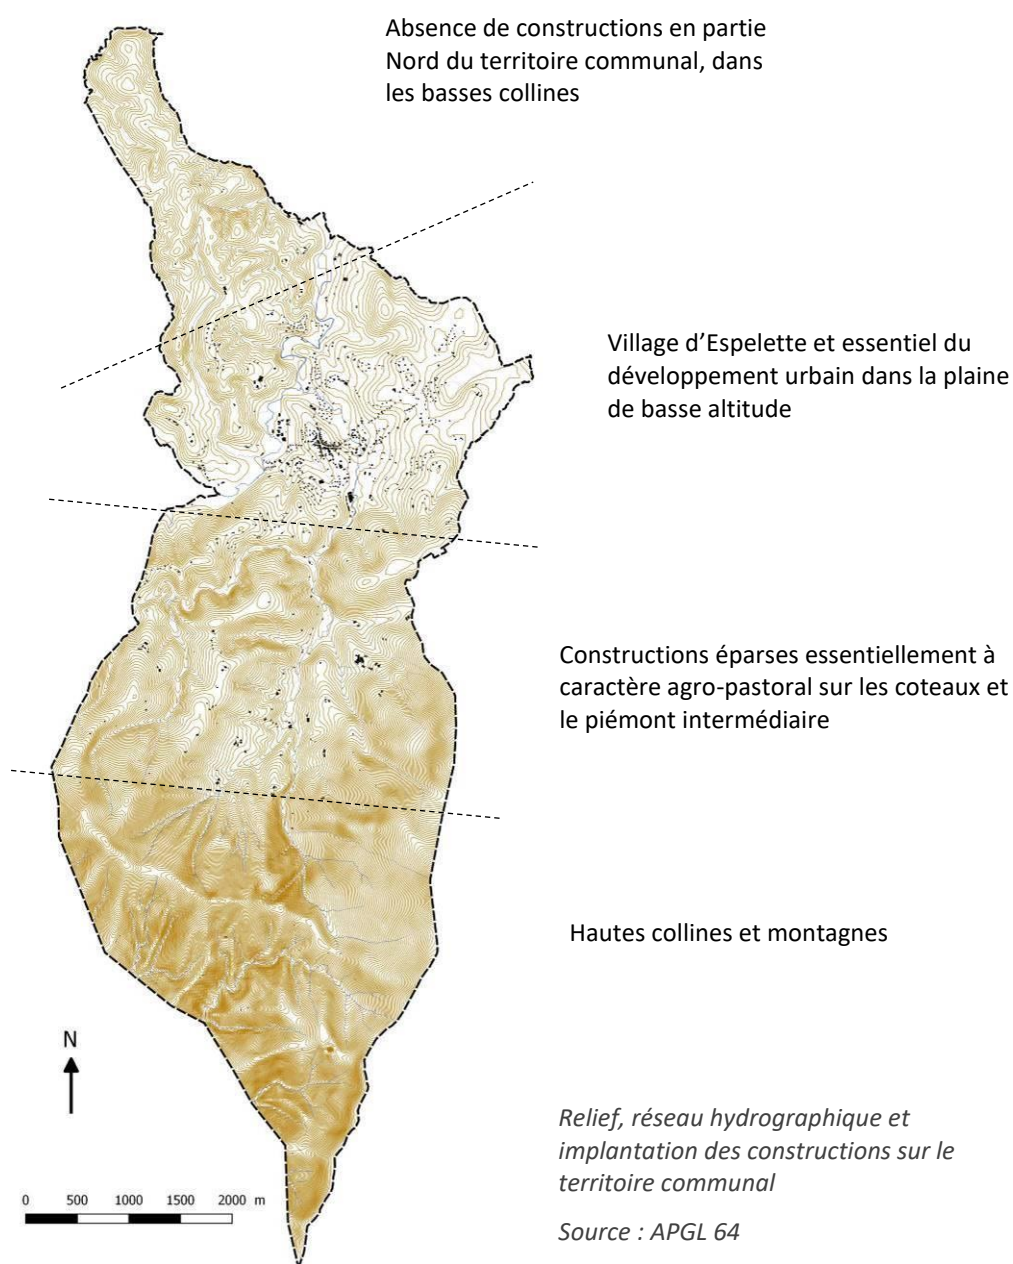 Absence de constructions en partie
Nord du territoire communal, dans
les basses collines
Village d’Espelette et essentiel du
développement urbain dans la plaine
de basse altitude
Constructions éparses essentiellement à
caractère agro-pastoral sur les coteaux et
le piémont intermédiaire
Hautes collines et montagnes
N
0 500 1000 1500 2000 m
Relief, réseau hydrographique et
implantation des constructions sur le
territoire communal
Source : APGL 64